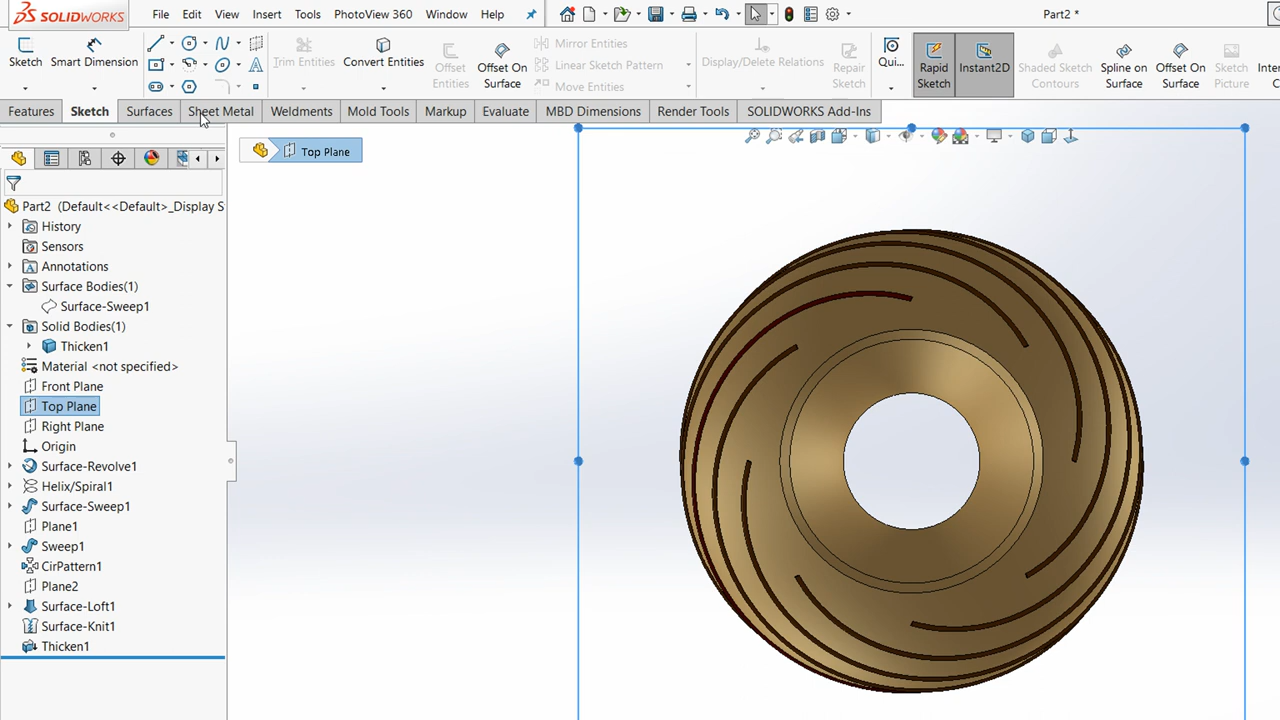 SOLIDWORKS File Edit View Insert Tools PhotoView 360 Window Help Part2 *
Sketch Smart Dimension Trim Entities Convert Entities Offset Entities Offset On Surface Mirror Entities Linear Sketch Pattern Move Entities Display/Delete Relations Repair Sketch Qui... Rapid Sketch Instant2D Shaded Sketch Contours Spline on Surface Offset On Surface Sketch Picture
Features Sketch Surfaces Sheet Metal Weldments Mold Tools Markup Evaluate MBD Dimensions Render Tools SOLIDWORKS Add-Ins
Top Plane
Part2 (Default<<Default>_Display S
History
Sensors
Annotations
Surface Bodies(1)
Surface-Sweep1
Solid Bodies(1)
Thicken1
Material <not specified>
Front Plane
Top Plane
Right Plane
Origin
Surface-Revolve1
Helix/Spiral1
Surface-Sweep1
Plane1
Sweep1
CirPattern1
Plane2
Surface-Loft1
Surface-Knit1
Thicken1